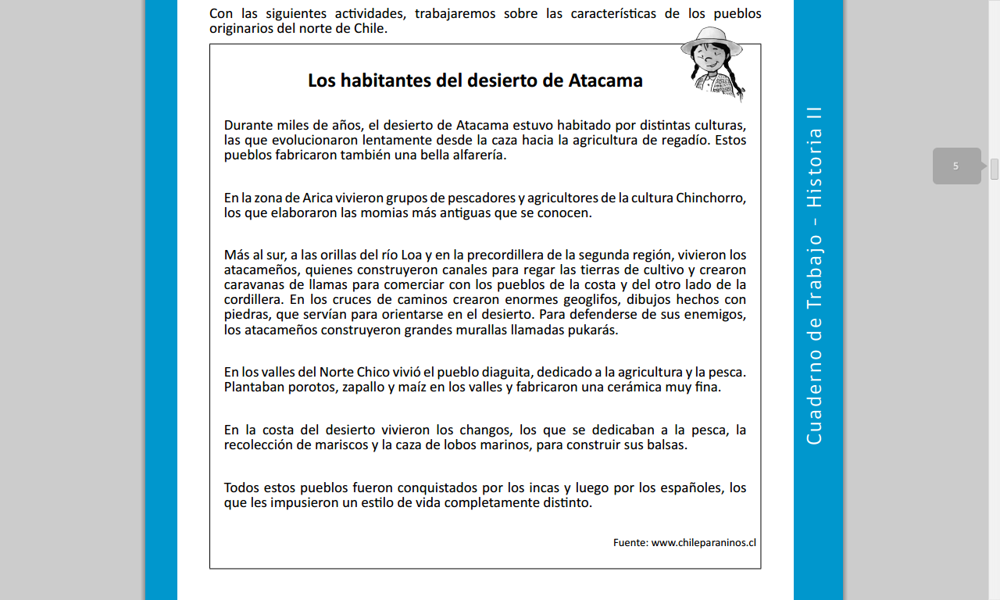 Con las siguientes actividades, trabajaremos sobre las características de los pueblos
originarios del norte de Chile.
Los habitantes del desierto de Atacama
Durante miles de años, el desierto de Atacama estuvo habitado por distintas culturas,
las que evolucionaron lentamente desde la caza hacia la agricultura de regadío. Estos
pueblos fabricaron también una bella alfarería.
En la zona de Arica vivieron grupos de pescadores y agricultores de la cultura Chinchorro,
los que elaboraron las momias más antiguas que se conocen.
Más al sur, a las orillas del río Loa y en la precordillera de la segunda región, vivieron los
atacameños, quienes construyeron canales para regar las tierras de cultivo y crearon
caravanas de llamas para comerciar con los pueblos de la costa y del otro lado de la
cordillera. En los cruces de caminos crearon enormes geoglifos, dibujos hechos con
piedras, que servían para orientarse en el desierto. Para defenderse de sus enemigos,
los atacameños construyeron grandes murallas llamadas pukarás.
En los valles del Norte Chico vivió el pueblo diaguita, dedicado a la agricultura y la pesca.
Plantaban porotos, zapallo y maíz en los valles y fabricaron una cerámica muy fina.
En la costa del desierto vivieron los changos, los que se dedicaban a la pesca, la
recolección de mariscos y la caza de lobos marinos, para construir sus balsas.
Todos estos pueblos fueron conquistados por los incas y luego por los españoles, los
que les impusieron un estilo de vida completamente distinto.
Fuente: www.chileparaninos.cl
Cuaderno de Trabajo – Historia II
5